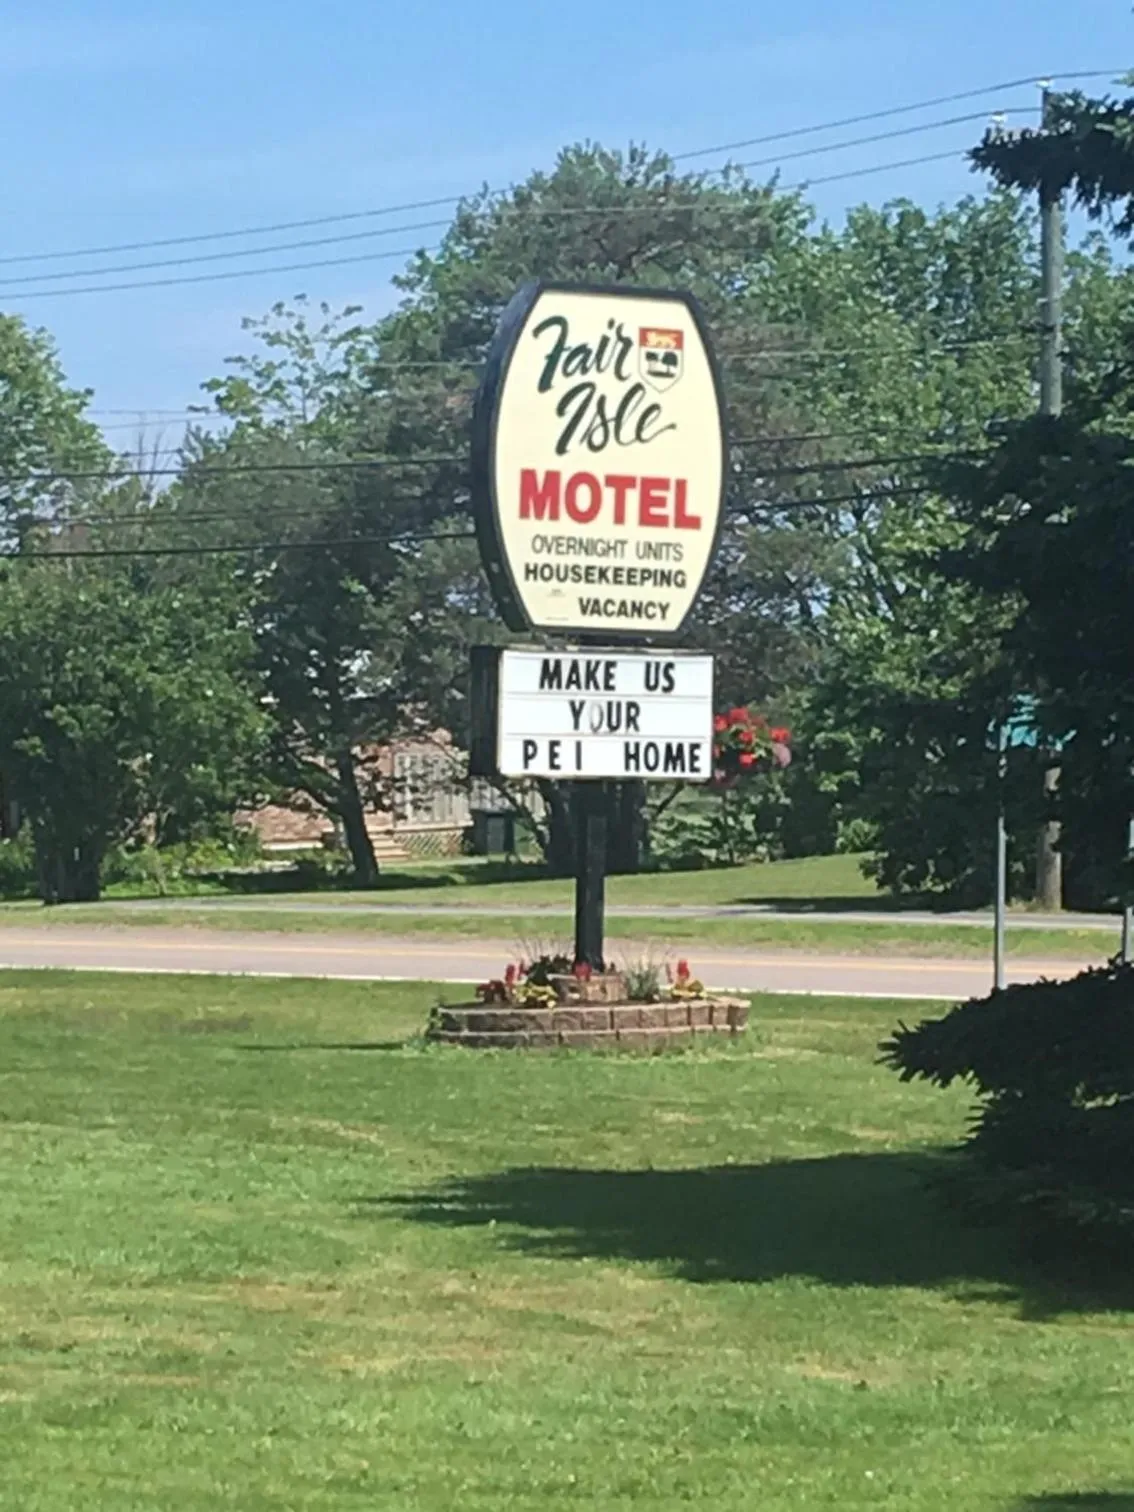 Fair
Isle
MOTEL
OVERNIGHT UNITS
HOUSEKEEPING
VACANCY
MAKE US
YOUR
PEI HOME